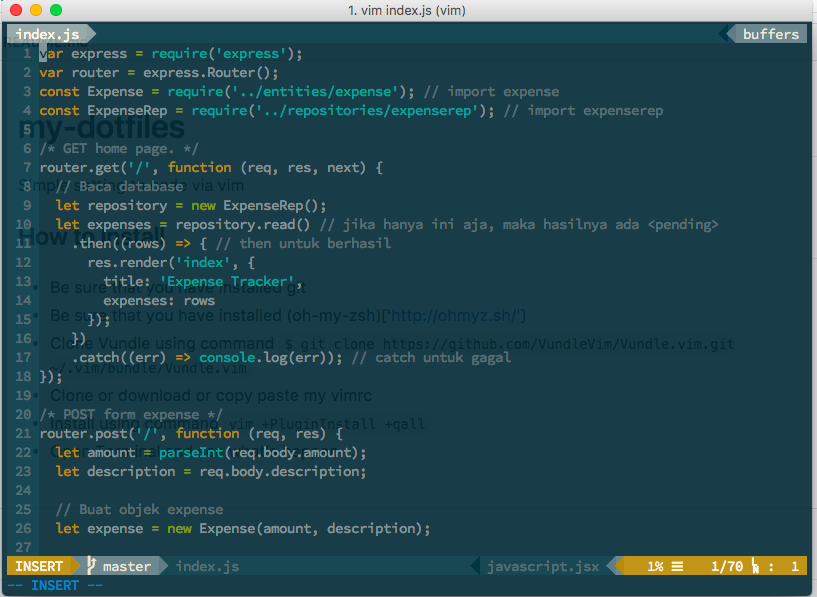 1. vim index.js (vim)
index.js buffers
README.md
1 var express = require('express');
2 var router = express.Router();
3 const Expense = require('../entities/expense'); // import expense
4 const ExpenseRep = require('../repositories/expenserep'); // import expenserep
my-dotfiles
5
6 /* GET home page. */
7 router.get('/', function (req, res, next) {
Simple setting to code via vim
8 // Baca database
9 let repository = new ExpenseRep();
10 let expenses = repository.read() // jika hanya ini aja, maka hasilnya ada <pending>
How to install
11 .then((rows) => { // then untuk berhasil
12 res.render('index', {
13 title: 'Expense Tracker',
Be sure that you have installed git
14 expenses: rows
Be sure that you have installed (oh-my-zsh)['http://ohmyz.sh/']
15 });
16 })
Clone Vundle using command $ git clone https://github.com/VundleVim/Vundle.vim.git
17 .catch((err) => console.log(err)); // catch untuk gagal
~/.vim/bundle/Vundle.vim
18 });
19
Clone or download or copy paste my vimrc
20 /* POST form expense */
Install using command vim +PluginInstall +qall
21 router.post('/', function (req, res) {
22 let amount = parseInt(req.body.amount);
23 let description = req.body.description;
24
25 // Buat objek expense
26 let expense = new Expense(amount, description);
27
INSERT master index.js javascript.jsx 1% 1/70 : 1
-- INSERT --